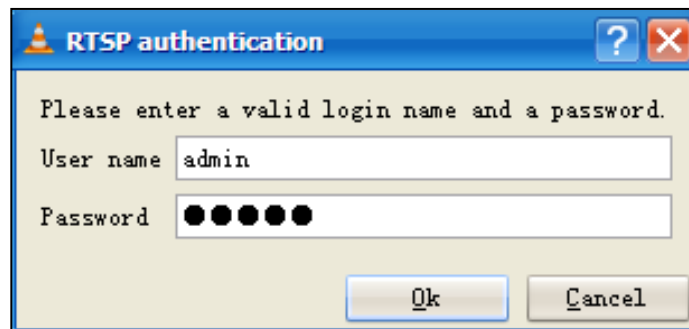 RTSP authentication ?
Please enter a valid login name and a password.
User name admin
Password ●●●●●
Ok Cancel